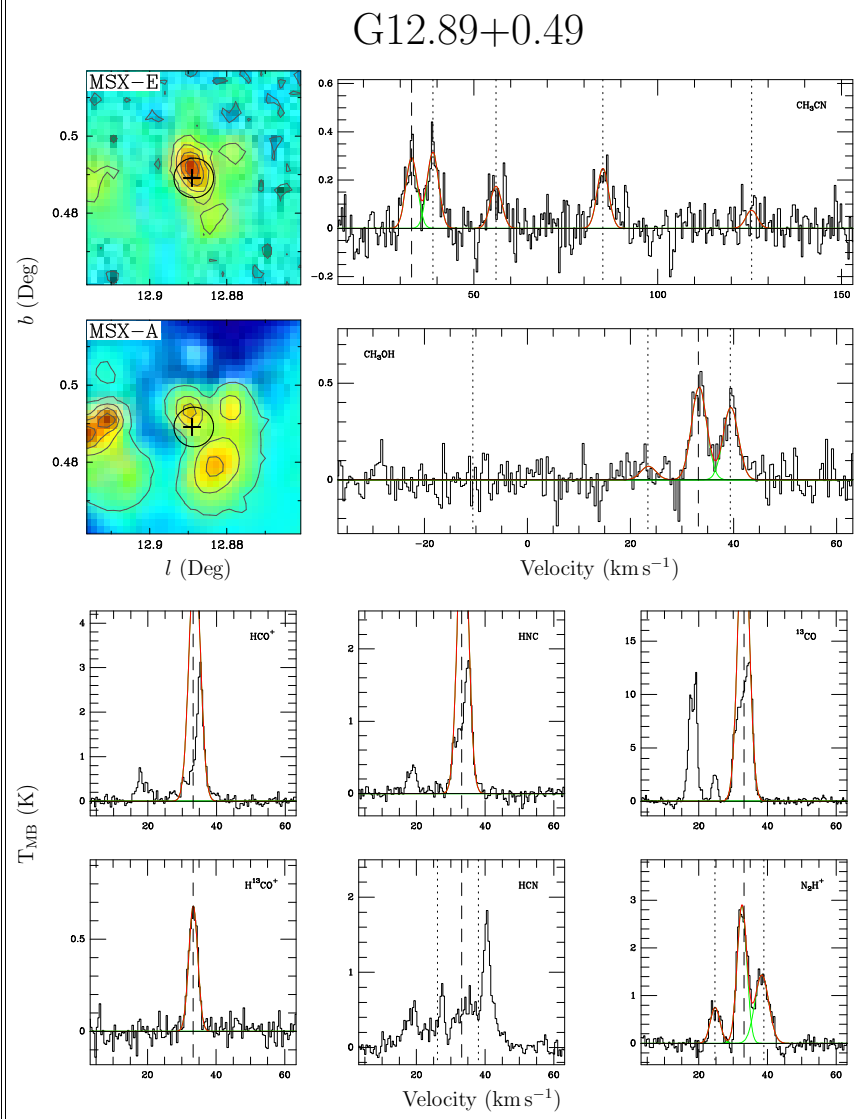 G12.89+0.49
MSX−E
0.5
0.48
12.9 12.88
b (Deg)
0.6
0.4
0.2
0
−0.2
CH₃CN
50 100 150
MSX−A
0.5
0.48
12.9 12.88
l (Deg)
CH₃OH
0.5
0
−20 0 20 40 60
Velocity (km s⁻¹)
HCO⁺
4
3
2
1
0
20 40 60
HNC
2
1
0
20 40 60
¹³CO
15
10
5
0
20 40 60
T_MB (K)
H¹³CO⁺
0.5
0
20 40 60
HCN
2
1
0
20 40 60
N₂H⁺
3
2
1
0
20 40 60
Velocity (km s⁻¹)